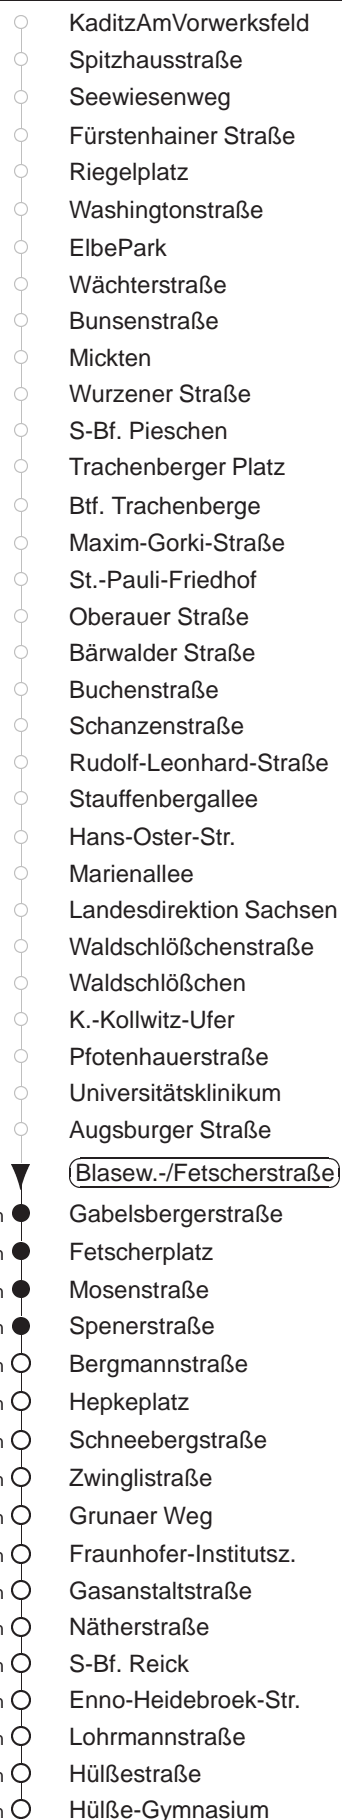 KaditzAmVorwerksfeld
Spitzhausstraße
Seewiesenweg
Fürstenhainer Straße
Riegelplatz
Washingtonstraße
ElbePark
Wächterstraße
Bunsenstraße
Mickten
Wurzener Straße
S-Bf. Pieschen
Trachenberger Platz
Btf. Trachenberge
Maxim-Gorki-Straße
St.-Pauli-Friedhof
Oberauer Straße
Bärwalder Straße
Buchenstraße
Schanzenstraße
Rudolf-Leonhard-Straße
Stauffenbergallee
Hans-Oster-Str.
Marienallee
Landesdirektion Sachsen
Waldschlößchenstraße
Waldschlößchen
K.-Kollwitz-Ufer
Pfotenhauerstraße
Universitätsklinikum
Augsburger Straße
Blasew.-/Fetscherstraße
Gabelsbergerstraße
Fetscherplatz
Mosenstraße
Spenerstraße
Bergmannstraße
Hepkeplatz
Schneebergstraße
Zwinglistraße
Grunaer Weg
Fraunhofer-Institutsz.
Gasanstaltstraße
Nätherstraße
S-Bf. Reick
Enno-Heidebroek-Str.
Lohrmannstraße
Hülßestraße
Hülße-Gymnasium